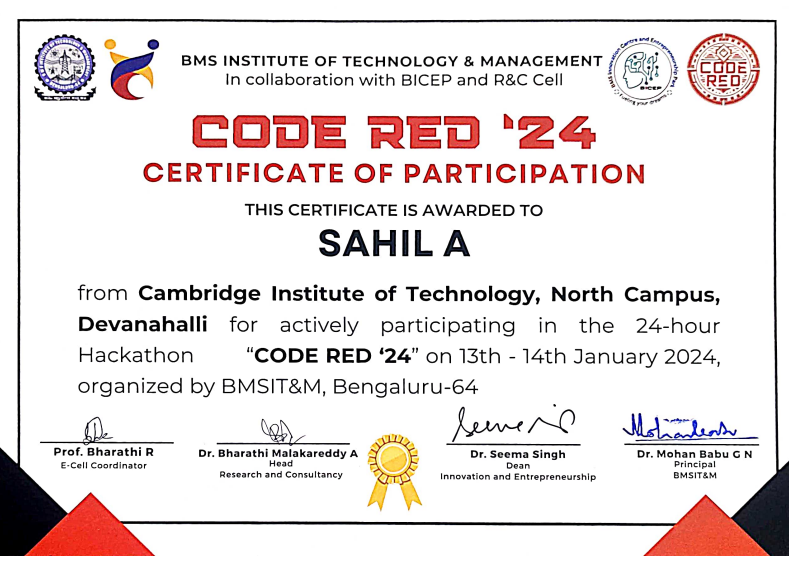 BMS INSTITUTE OF TECHNOLOGY & MANAGEMENT
In collaboration with BICEP and R&C Cell
BICEP
CODE
RED
CODE RED '24
CERTIFICATE OF PARTICIPATION
THIS CERTIFICATE IS AWARDED TO
SAHIL A
from Cambridge Institute of Technology, North Campus,
Devanahalli for actively participating in the 24-hour
Hackathon “CODE RED ‘24” on 13th - 14th January 2024,
organized by BMSIT&M, Bengaluru-64
Prof. Bharathi R
E-Cell Coordinator
Dr. Bharathi Malakareddy A
Head
Research and Consultancy
Dr. Seema Singh
Dean
Innovation and Entrepreneurship
Dr. Mohan Babu G N
Principal
BMSIT&M